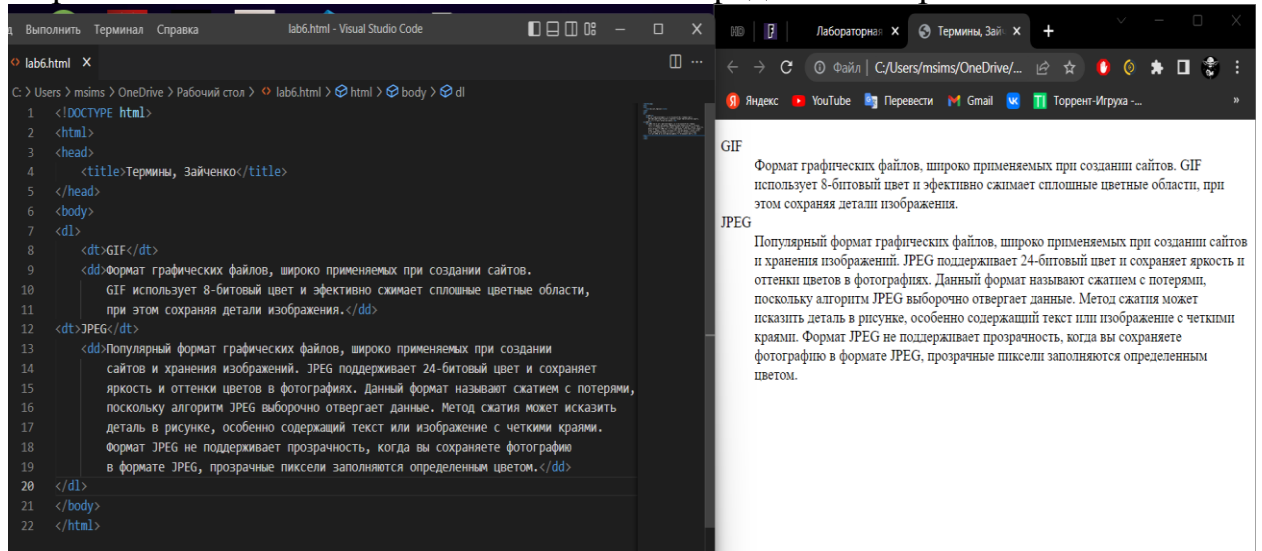 Выполнить Терминал Справка lab6.html - Visual Studio Code
lab6.html X
C: > Users > msims > OneDrive > Рабочий стол > lab6.html > html > body > dl
1 <!DOCTYPE html>
2 <html>
3 <head>
4 <title>Термины, Зайченко</title>
5 </head>
6 <body>
7 <dl>
8 <dt>GIF</dt>
9 <dd>Формат графических файлов, широко применяемых при создании сайтов.
10 GIF использует 8-битовый цвет и эфективно сжимает сплошные цветные области,
11 при этом сохраняя детали изображения.</dd>
12 <dt>JPEG</dt>
13 <dd>Популярный формат графических файлов, широко применяемых при создании
14 сайтов и хранения изображений. JPEG поддерживает 24-битовый цвет и сохраняет
15 яркость и оттенки цветов в фотографиях. Данный формат называют сжатием с потерями,
16 поскольку алгоритм JPEG выборочно отвергает данные. Метод сжатия может исказить
17 деталь в рисунке, особенно содержащий текст или изображение с четкими краями.
18 Формат JPEG не поддерживает прозрачность, когда вы сохраняете фотографию
19 в формате JPEG, прозрачные пиксели заполняются определенным цветом.</dd>
20 </dl>
21 </body>
22 </html>
Лабораторная X Термины, Зай X +
Файл | C:/Users/msims/OneDrive/...
Яндекс YouTube Перевести Gmail Торрент-Игруха -... »
GIF
Формат графических файлов, широко применяемых при создании сайтов. GIF
использует 8-битовый цвет и эфективно сжимает сплошные цветные области, при
этом сохраняя детали изображения.
JPEG
Популярный формат графических файлов, широко применяемых при создании сайтов
и хранения изображений. JPEG поддерживает 24-битовый цвет и сохраняет яркость и
оттенки цветов в фотографиях. Данный формат называют сжатием с потерями,
поскольку алгоритм JPEG выборочно отвергает данные. Метод сжатия может
исказить деталь в рисунке, особенно содержащий текст или изображение с четкими
краями. Формат JPEG не поддерживает прозрачность, когда вы сохраняете
фотографию в формате JPEG, прозрачные пиксели заполняются определенным
цветом.